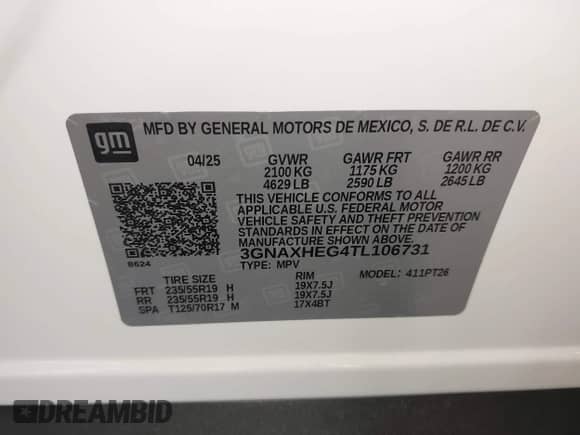 gm
MFD BY GENERAL MOTORS DE MEXICO, S. DE R.L. DE C.V.
04/25 GVWR GAWR FRT GAWR RR
2100 KG 1175 KG 1200 KG
4629 LB 2590 LB 2645 LB
THIS VEHICLE CONFORMS TO ALL
APPLICABLE U.S. FEDERAL MOTOR
VEHICLE SAFETY AND THEFT PREVENTION
STANDARDS IN EFFECT ON THE DATE OF
MANUFACTURE SHOWN ABOVE.
3GNAXHEG4TL106731
B624
TYPE: MPV MODEL: 411PT26
TIRE SIZE RIM
FRT 235/55R19 H 19X7.5J
RR 235/55R19 H 19X7.5J
SPA T125/70R17 M 17X4BT
DREAMBID